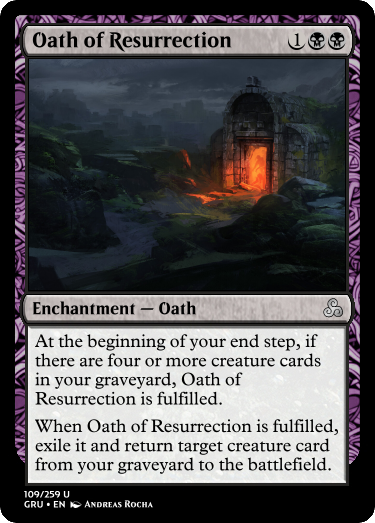 Oath of Resurrection 1
Enchantment — Oath
At the beginning of your end step, if
there are four or more creature cards
in your graveyard, Oath of
Resurrection is fulfilled.
When Oath of Resurrection is fulfilled,
exile it and return target creature card
from your graveyard to the battlefield.
109/259 U
GRU • EN Andreas Rocha